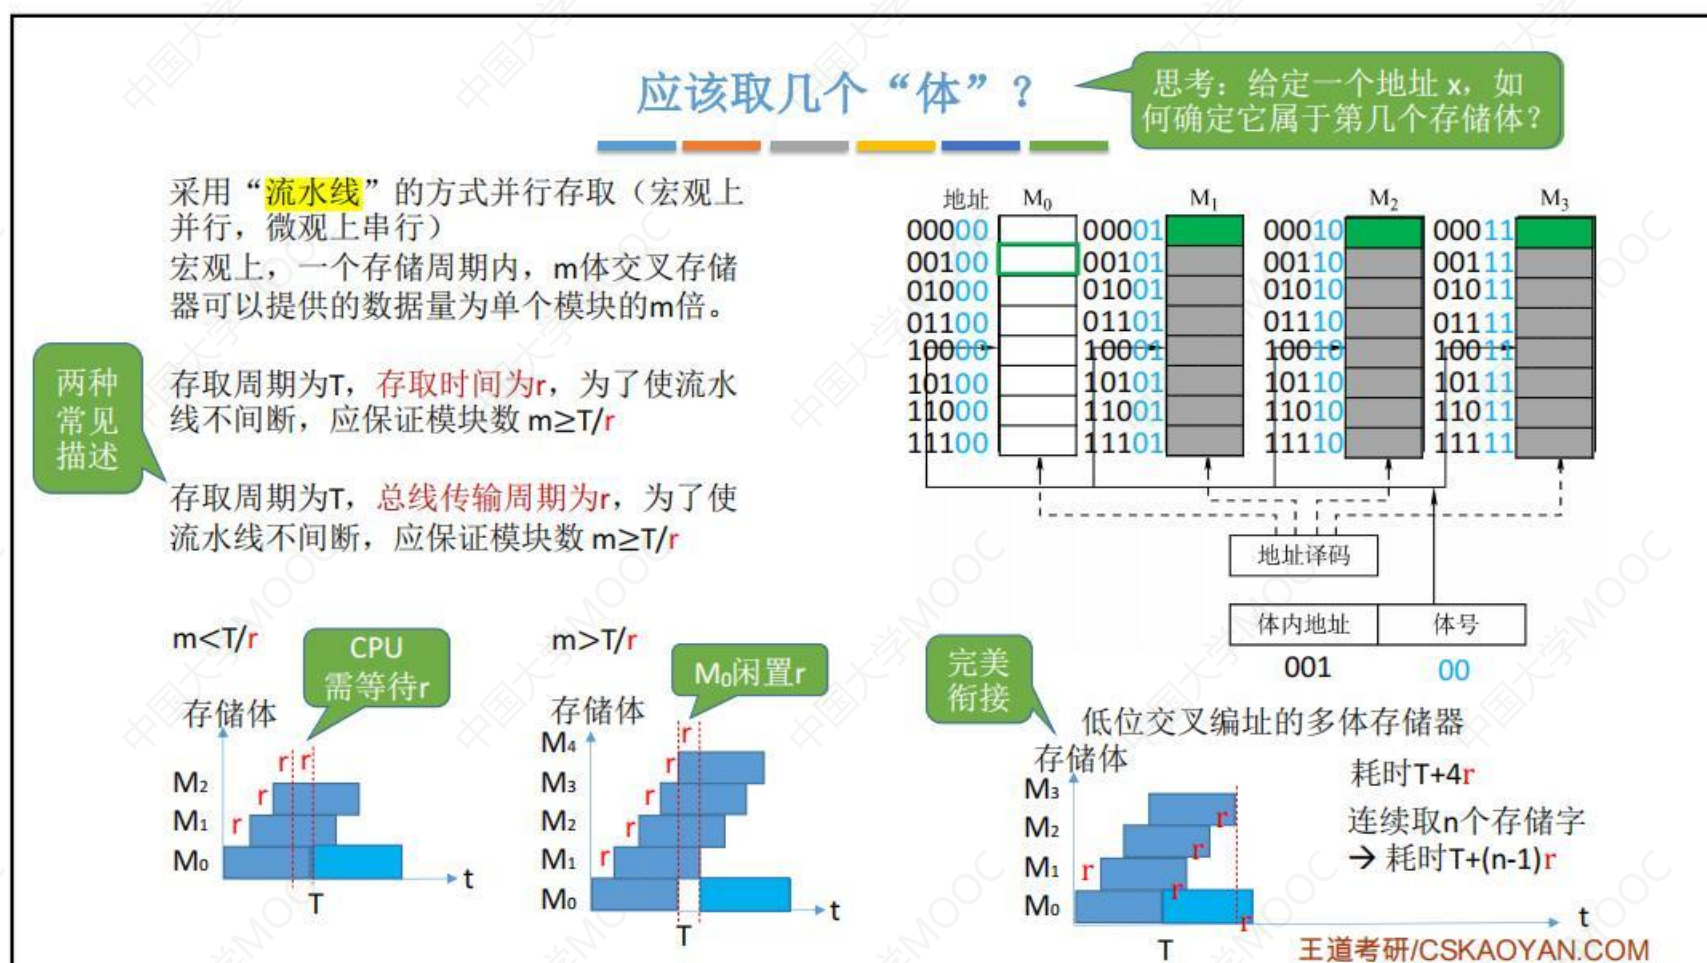 应该取几个“体”？
思考：给定一个地址 x，如
何确定它属于第几个存储体？
采用“流水线”的方式并行存取（宏观上
并行，微观上串行）
宏观上，一个存储周期内，m体交叉存储
器可以提供的数据量为单个模块的m倍。
两种
常见
描述
存取周期为T，存取时间为r，为了使流水
线不间断，应保证模块数 m≥T/r
存取周期为T，总线传输周期为r，为了使
流水线不间断，应保证模块数 m≥T/r
地址 M0 M1 M2 M3
00000 00001 00010 00011
00100 00101 00110 00111
01000 01001 01010 01011
01100 01101 01110 01111
10000 10001 10010 10011
10100 10101 10110 10111
11000 11001 11010 11011
11100 11101 11110 11111
地址译码
体内地址 体号
001 00
低位交叉编址的多体存储器
m<T/r
CPU
需等待r
存储体
r r
M2 r
M1 r
M0
t
T
m>T/r
M0闲置r
存储体
r
M4 r
M3 r
M2 r
M1 r
M0
t
T
完美
衔接
存储体
M3 r
M2 r
M1 r r
M0 r
t
T
耗时T+4r
连续取n个存储字
→ 耗时T+(n-1)r
王道考研/CSKAOYAN.COM
中国大学MOOC